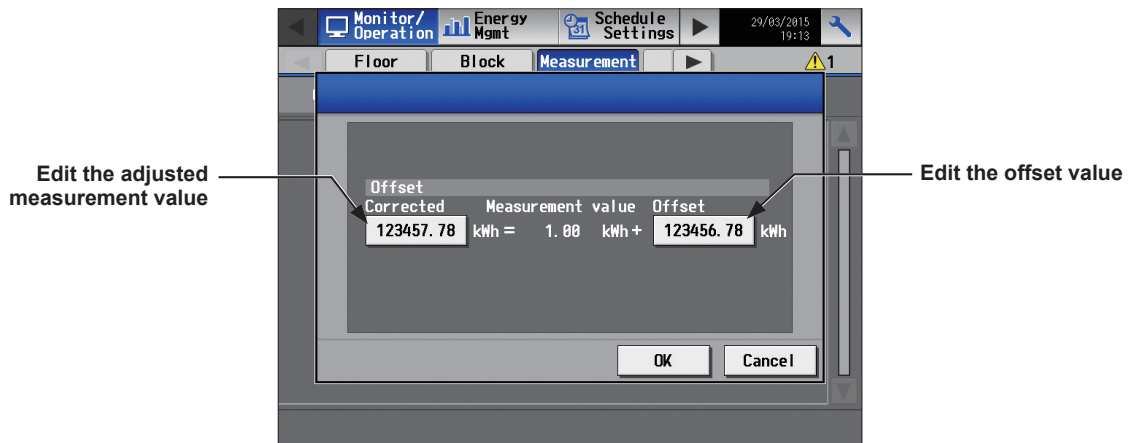 Monitor/
Operation
Energy
Mgmt
31
Schedule
Settings
29/03/2015
19:13
Floor
Block
Measurement
1
Edit the adjusted
measurement value
Edit the offset value
Offset
Corrected Measurement value Offset
123457.78 kWh = 1.00 kWh + 123456.78 kWh
OK
Cancel